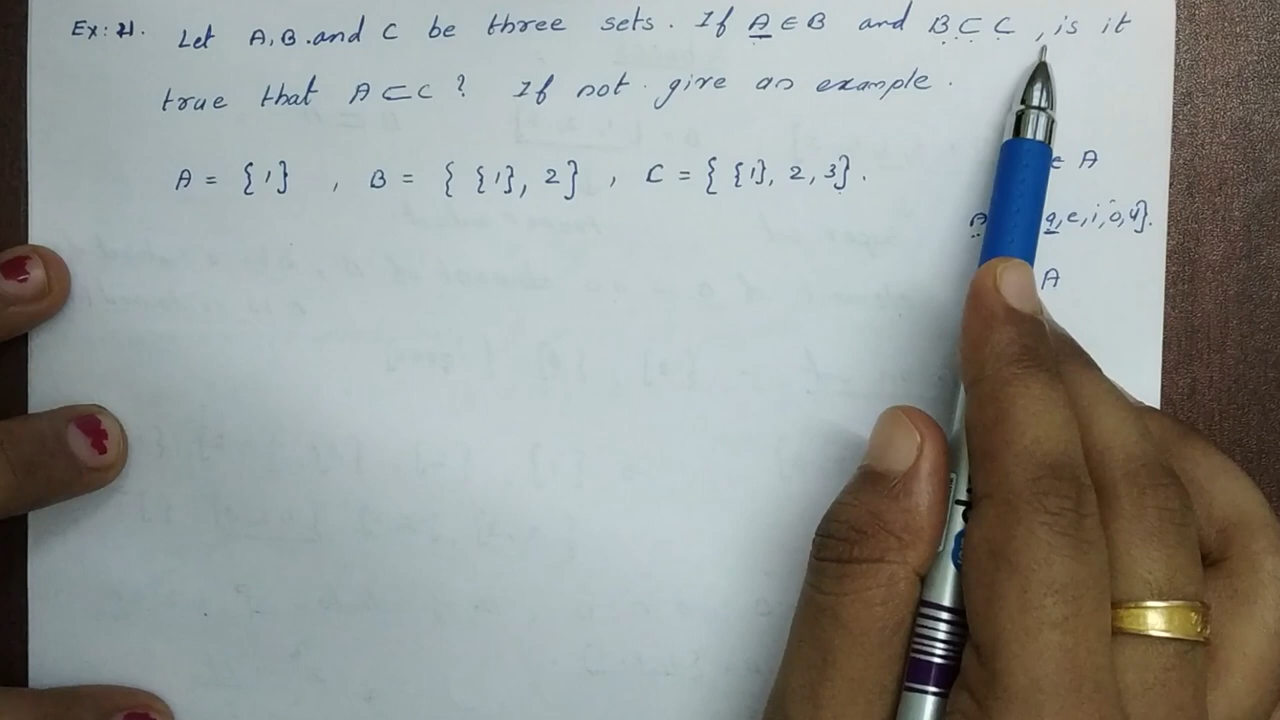 Ex: 21. Let A, B and C be three sets. If A ∈ B and B ⊂ C, is it
true that A ⊂ C? If not give an example.
A = {1}, B = { {1}, 2}, C = { {1}, 2, 3}.
∈ A
A a, e, i, o, u}.
A